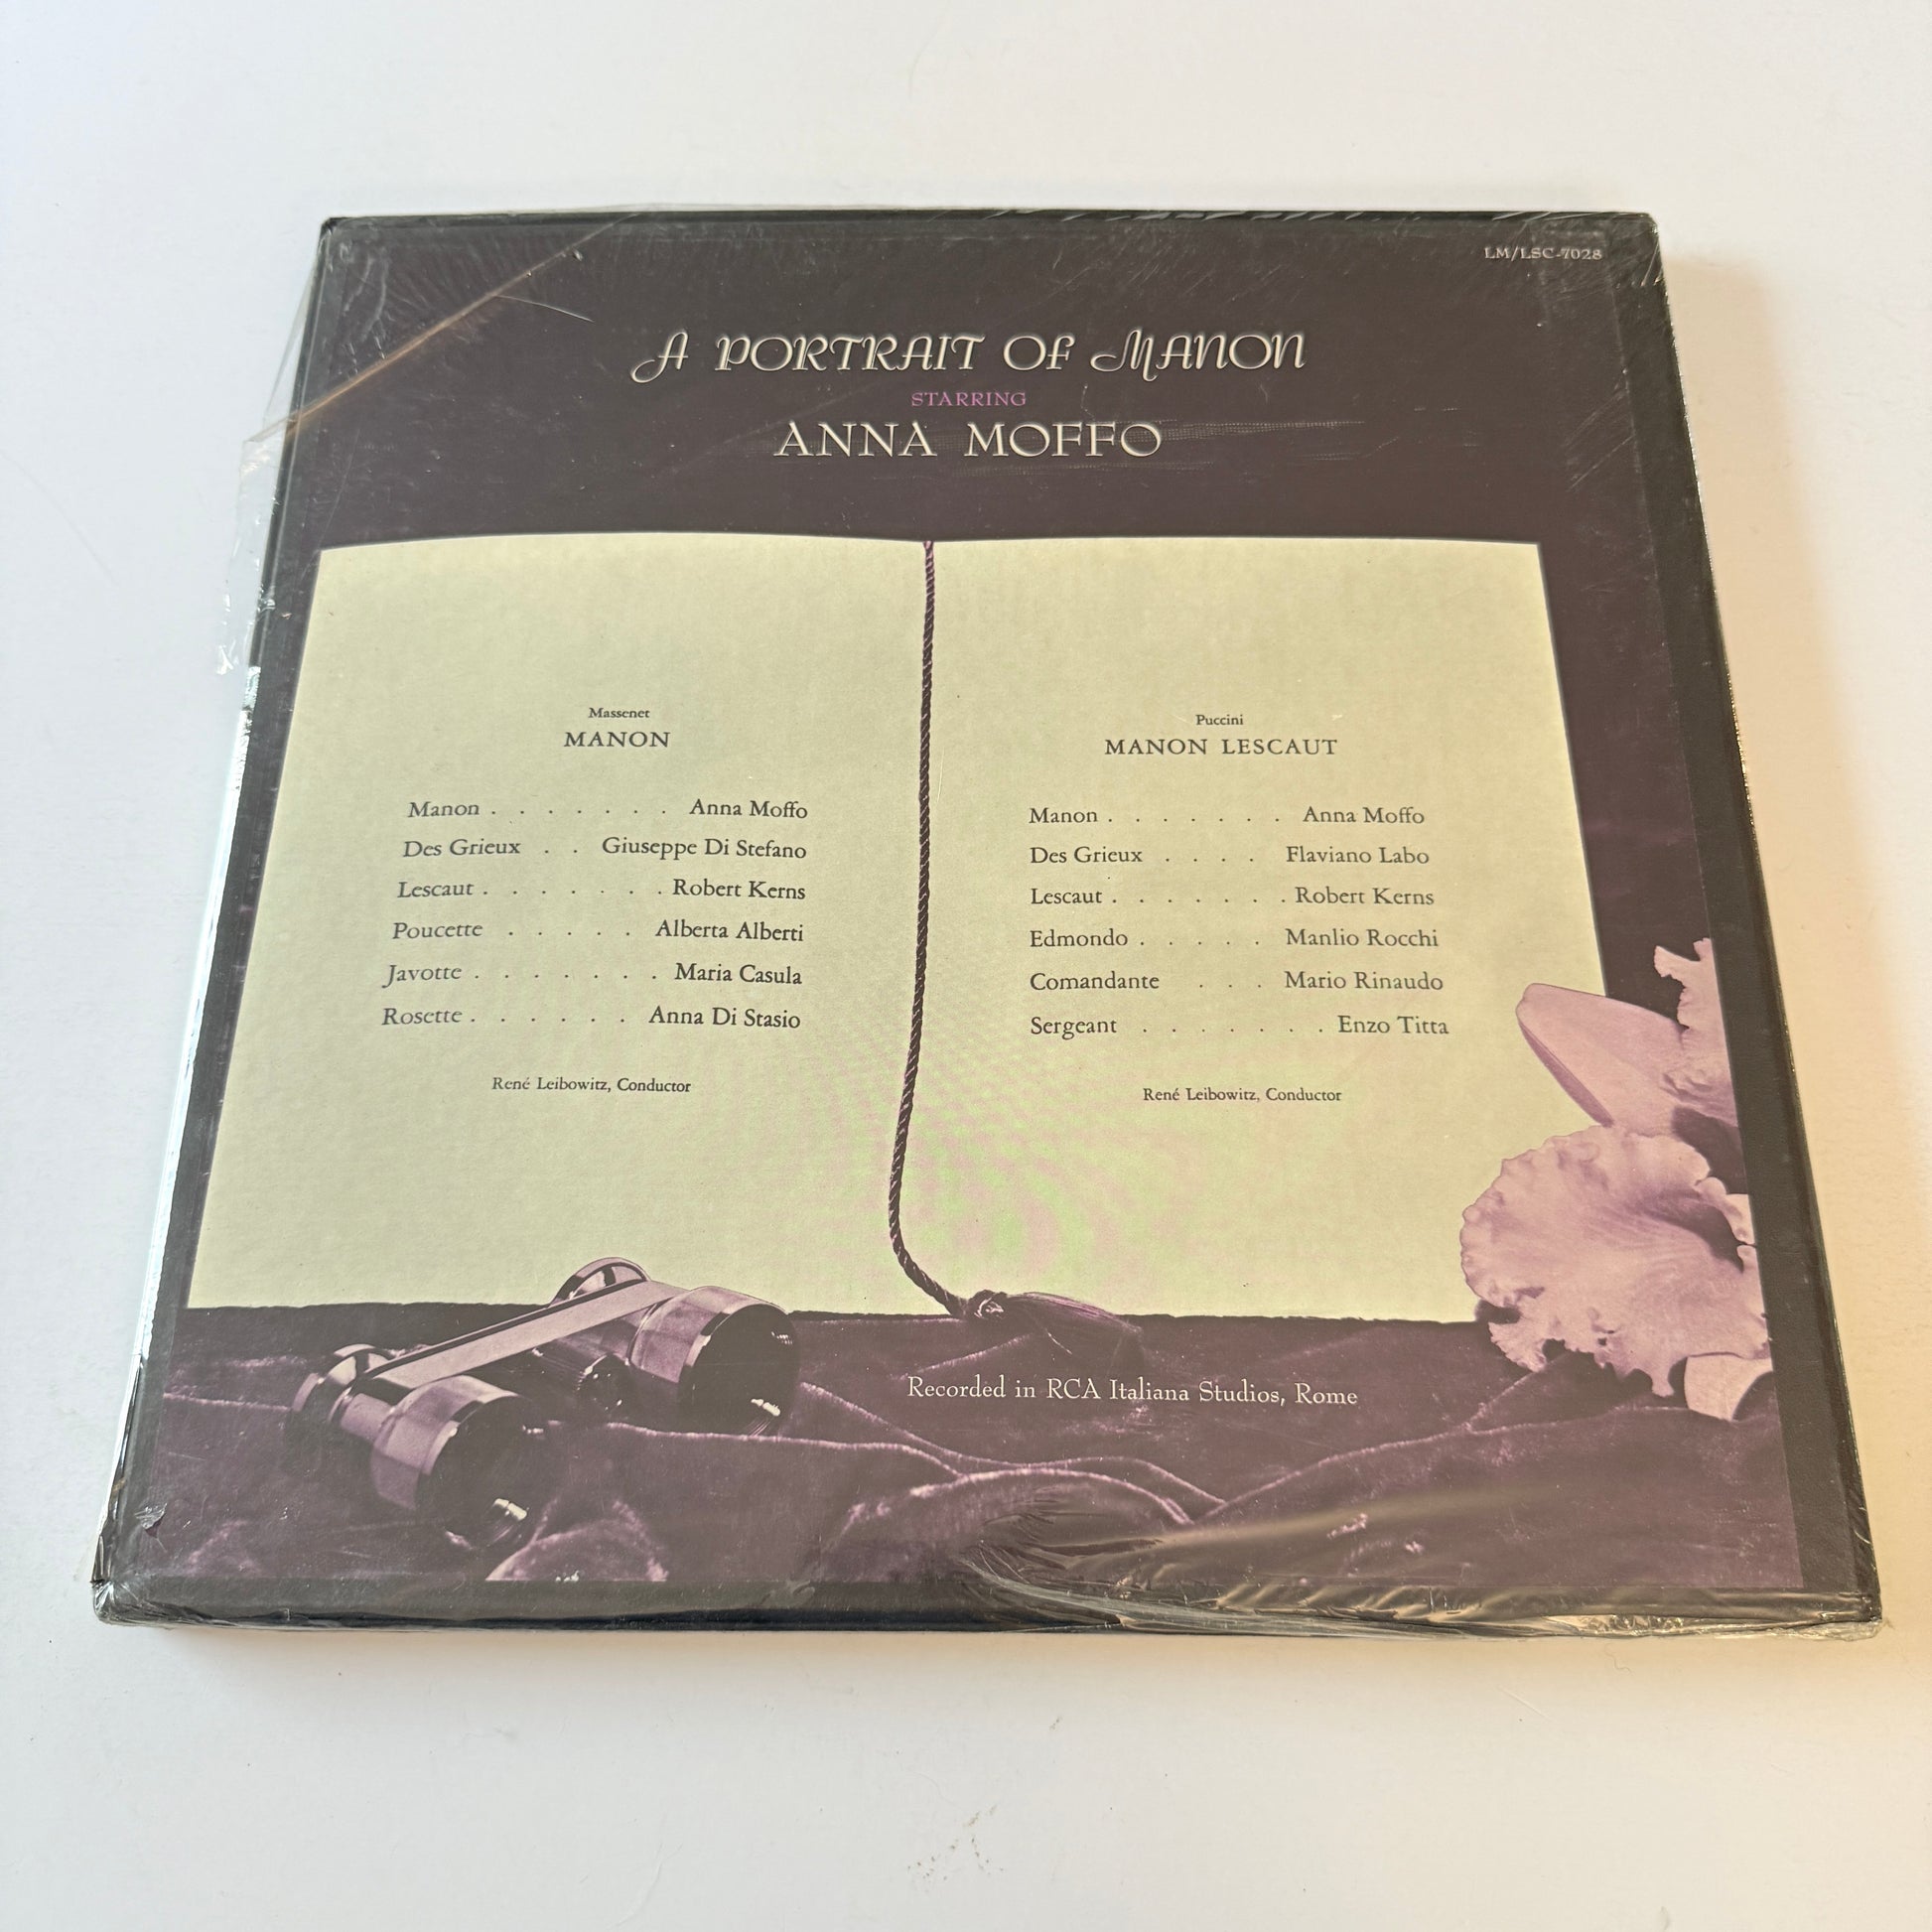 LM/LSC-7028
A PORTRAIT OF MANON
STARRING
ANNA MOFFO
Massenet
MANON
Manon . . . . . . . Anna Moffo
Des Grieux . . Giuseppe Di Stefano
Lescaut . . . . . . . Robert Kerns
Poucette . . . . . Alberta Alberti
Javotte . . . . . . . Maria Casula
Rosette . . . . . . Anna Di Stasio
René Leibowitz, Conductor
Puccini
MANON LESCAUT
Manon . . . . . . . Anna Moffo
Des Grieux . . . . Flaviano Labo
Lescaut . . . . . . . Robert Kerns
Edmondo . . . . . Manlio Rocchi
Comandante . . . Mario Rinaudo
Sergeant . . . . . . . Enzo Titta
René Leibowitz, Conductor
Recorded in RCA Italiana Studios, Rome